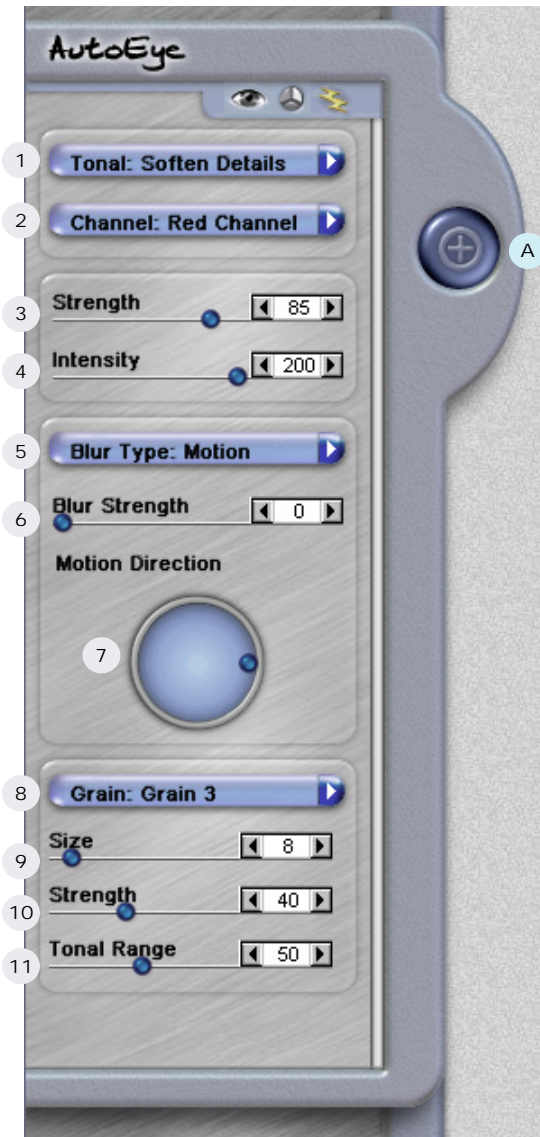 AutoEye
1 Tonal: Soften Details
2 Channel: Red Channel
A
Strength
3 85
Intensity
4 200
5 Blur Type: Motion
Blur Strength
6 0
Motion Direction
7
8 Grain: Grain 3
Size
9 8
Strength
10 40
Tonal Range
11 50